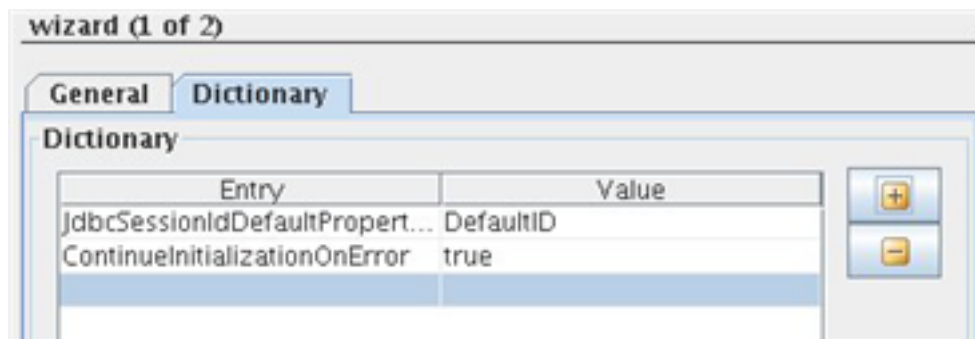 wizard (1 of 2)
General Dictionary
Dictionary
Entry Value
JdbcSessionIdDefaultPropert... DefaultID
ContinueInitializationOnError true